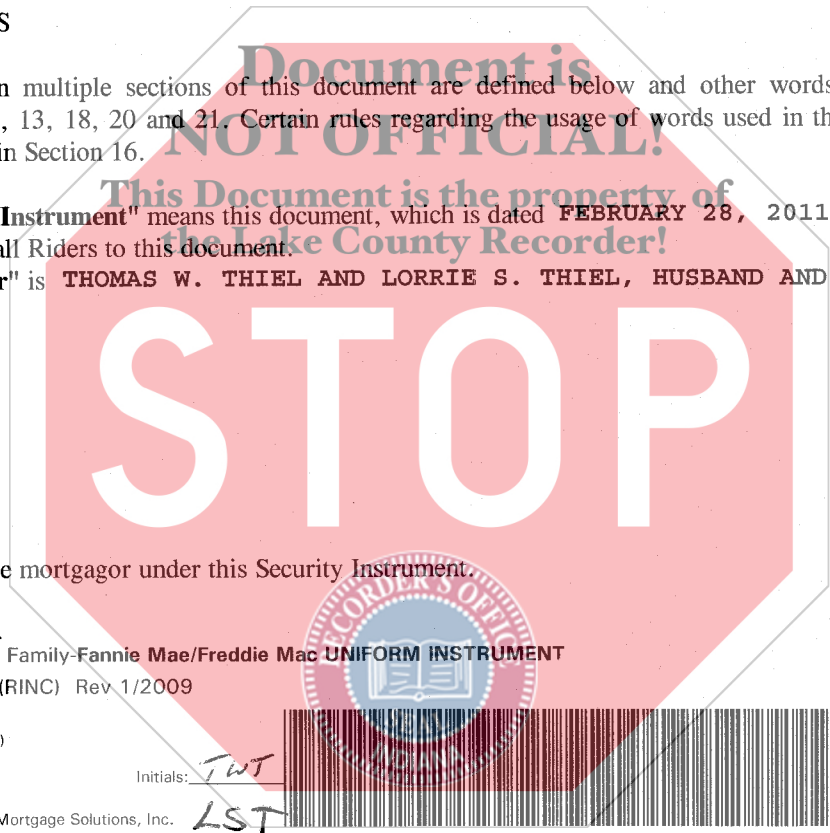 S
Document is
n multiple sections of this document are defined below and other words
, 13, 18, 20 and 21. Certain rules regarding the usage of words used in th
NOT OFFICIAL!
in Section 16.
This Document is the property of
Instrument" means this document, which is dated FEBRUARY 28, 2011
the Lake County Recorder!
all Riders to this document.
r" is THOMAS W. THIEL AND LORRIE S. THIEL, HUSBAND AND
STOP
e mortgagor under this Security Instrument.
RECORDER'S OFFICE
Family-Fannie Mae/Freddie Mac UNIFORM INSTRUMENT
(RINC) Rev 1/2009
SEAL
)
INDIANA
Initials: TWT
Mortgage Solutions, Inc. LST